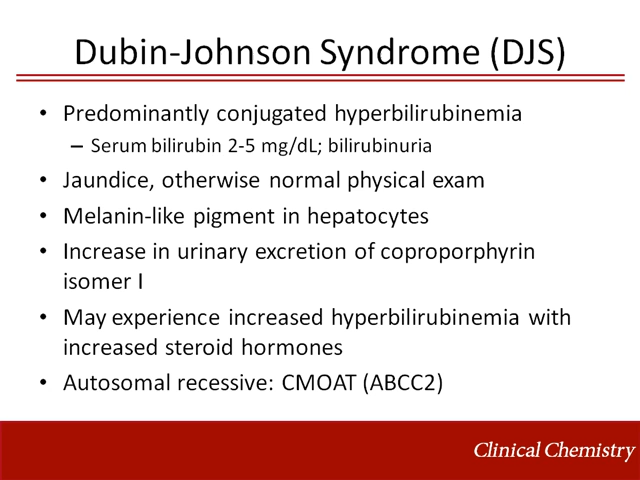 Dubin-Johnson Syndrome (DJS)
• Predominantly conjugated hyperbilirubinemia
– Serum bilirubin 2-5 mg/dL; bilirubinuria
• Jaundice, otherwise normal physical exam
• Melanin-like pigment in hepatocytes
• Increase in urinary excretion of coproporphyrin
isomer I
• May experience increased hyperbilirubinemia with
increased steroid hormones
• Autosomal recessive: CMOAT (ABCC2)
Clinical Chemistry